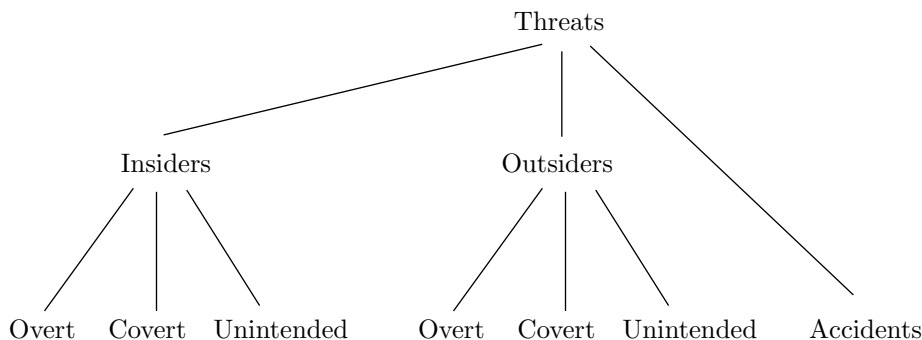 Threats
Insiders Outsiders
Overt Covert Unintended Overt Covert Unintended Accidents